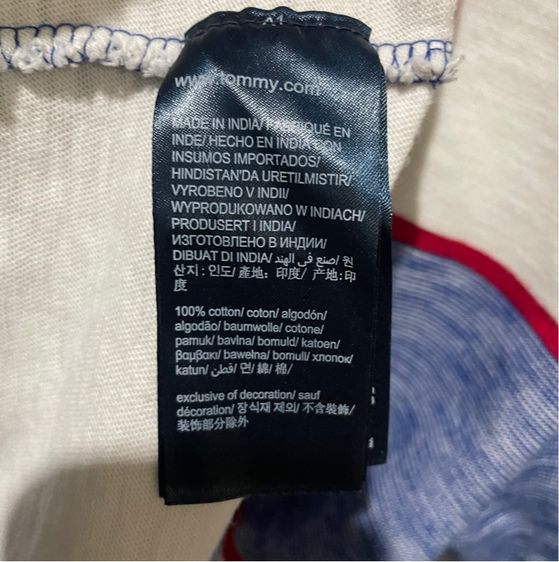 www.tommy.com
MADE IN INDIA/ FABRIQUÉ EN
INDE/ HECHO EN INDIA CON
INSUMOS IMPORTADOS/
HINDISTAN'DA URETILMISTIR/
VYROBENO V INDII/
WYPRODUKOWANO W INDIACH/
PRODUSERT I INDIA/
ИЗГОТОВЛЕНО В ИНДИИ/
DIBUAT DI INDIA/ صنع في الهند/ 원
산지 : 인도/ 產地：印度/ 产地:印
度
100% cotton/ coton/ algodón/
algodão/ baumwolle/ cotone/
pamuk/ bavlna/ bomuld/ katoen/
βαμβακι/ bawełna/ bomull/ хлопок/
katun/ قطن/ 면/ 綿/ 棉/
exclusive of decoration/ sauf
décoration/ 장식재 제외/ 不含裝飾/
装饰部分除外